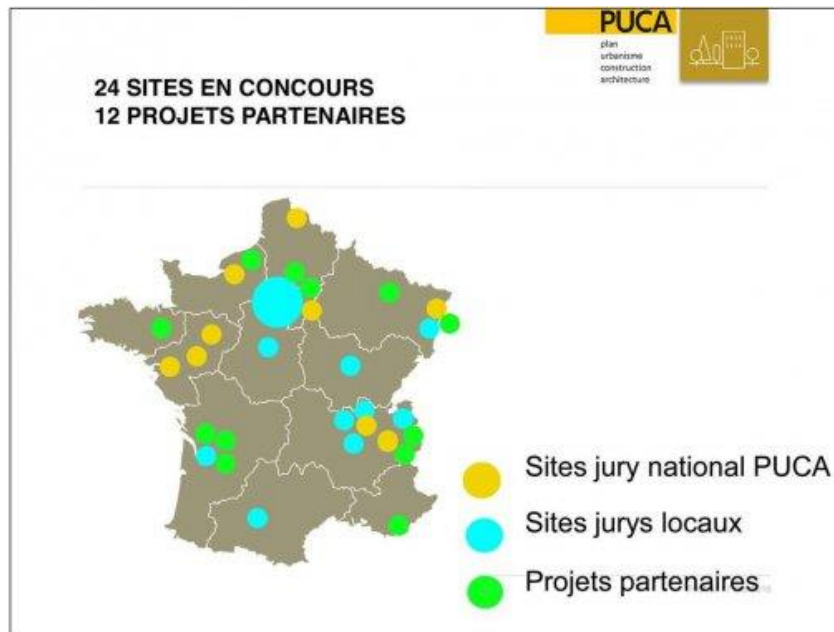 PUCA
plan
urbanisme
construction
architecture
24 SITES EN CONCOURS
12 PROJETS PARTENAIRES
Sites jury national PUCA
Sites jurys locaux
Projets partenaires